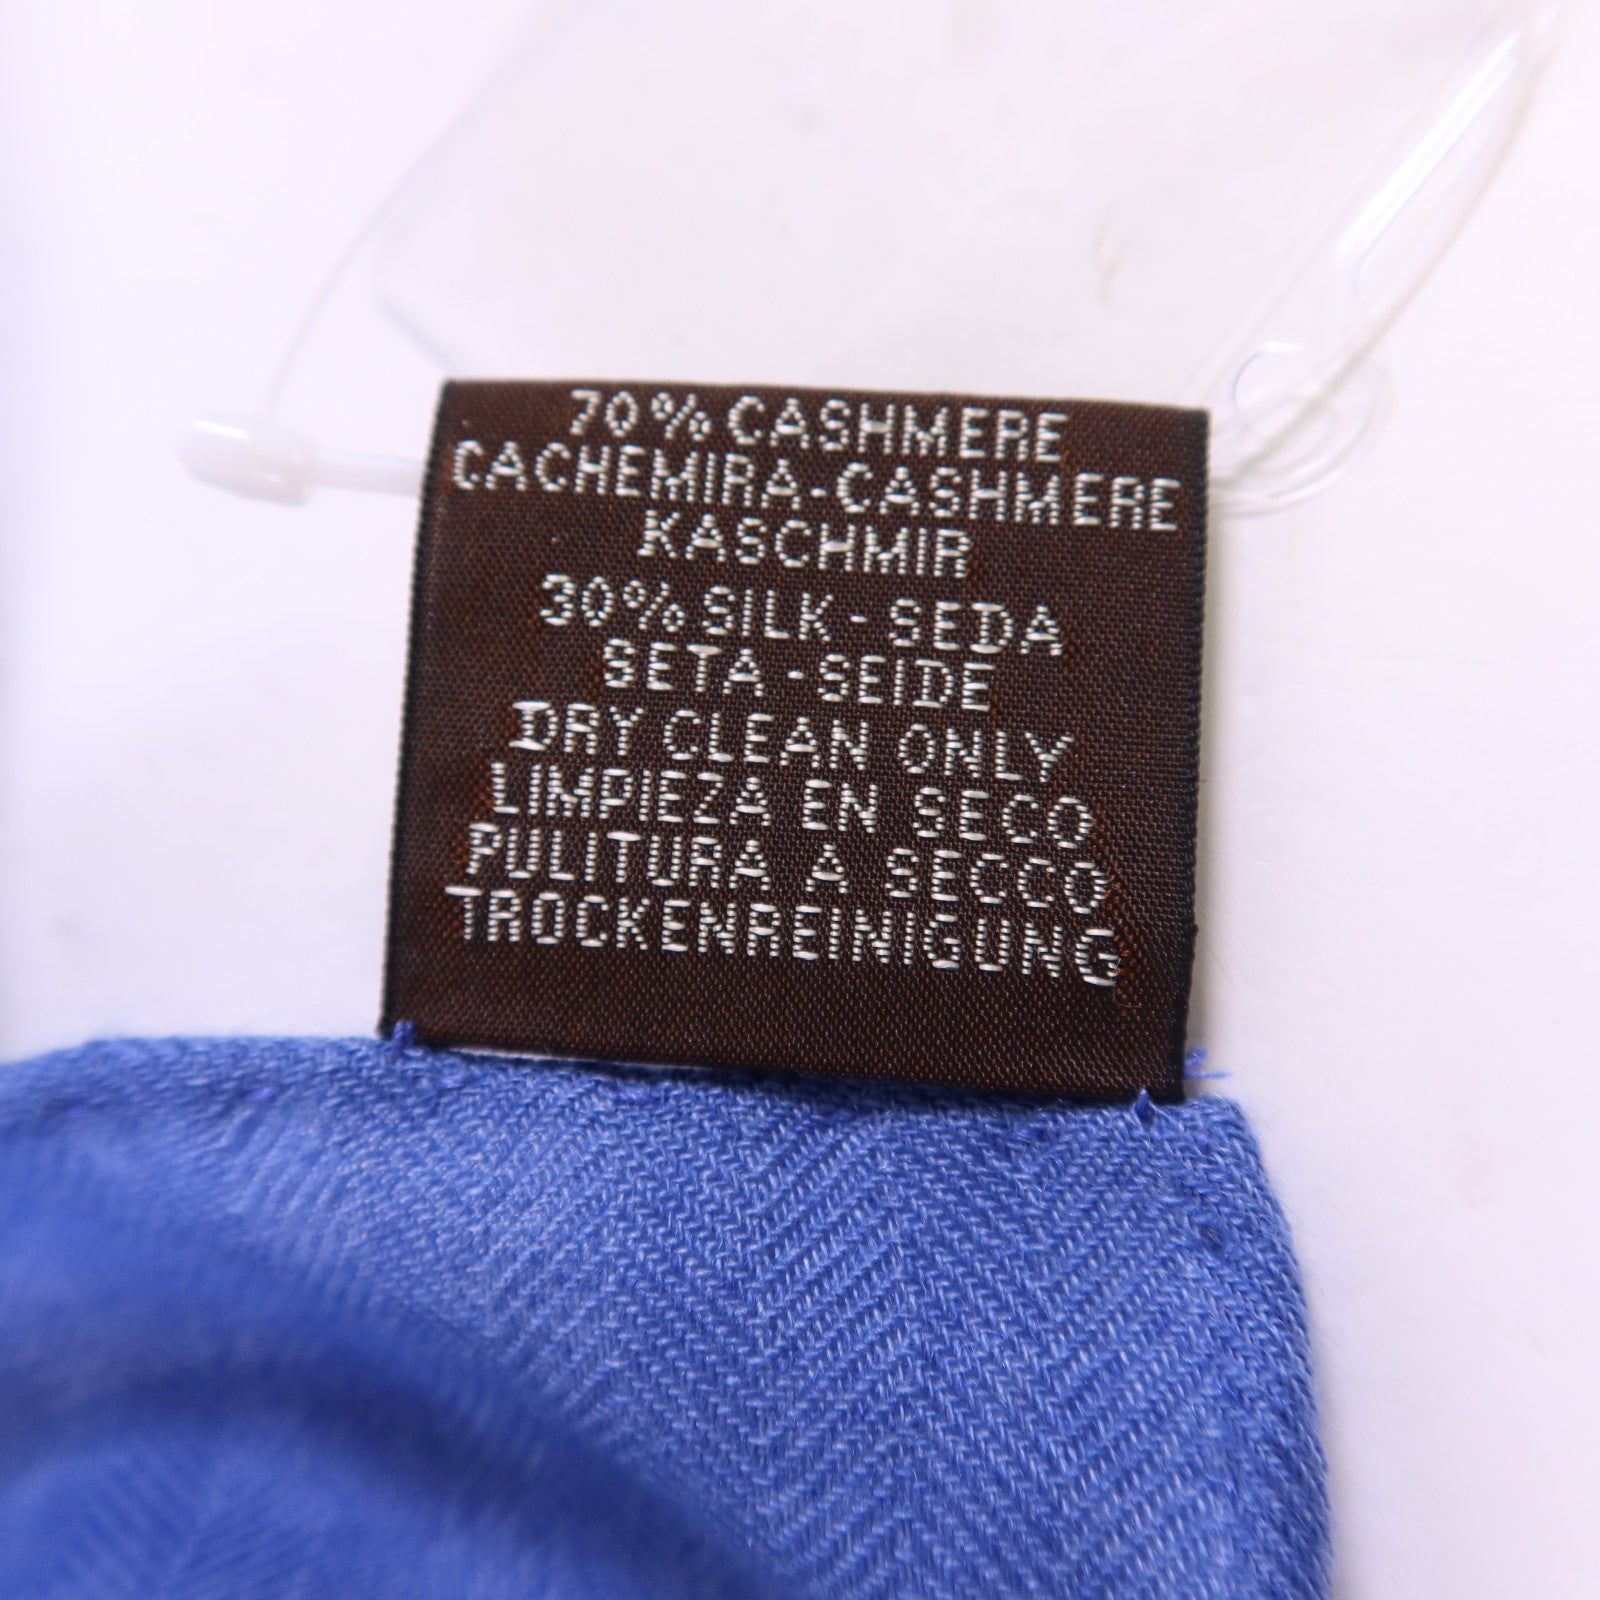 70% CASHMERE
CACHEMIRA-CASHMERE
KASCHMIR
30% SILK - SEDA
SETA - SEIDE
DRY CLEAN ONLY
LIMPIEZA EN SECO
PULITURA A SECCO
TROCKENREINIGUNG